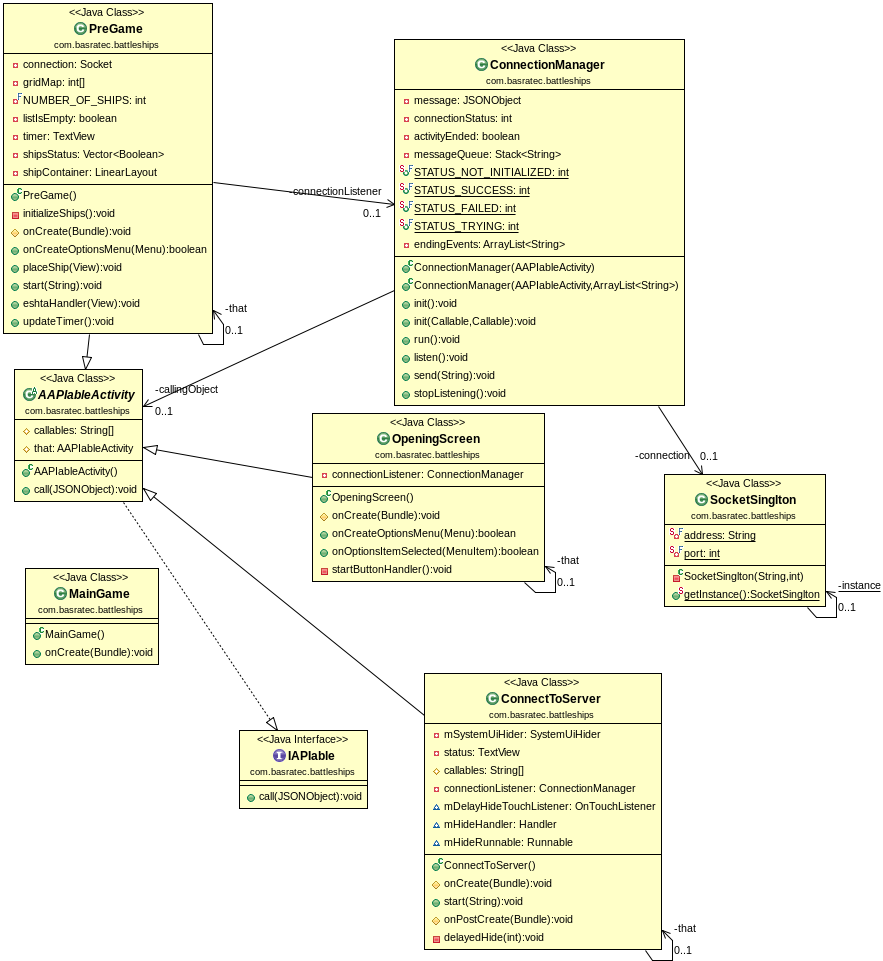 <<Java Class>>
PreGame
com.basratec.battleships
connection: Socket
gridMap: int[]
NUMBER_OF_SHIPS: int
listIsEmpty: boolean
timer: TextView
shipsStatus: Vector<Boolean>
shipContainer: LinearLayout
PreGame()
initializeShips():void
onCreate(Bundle):void
onCreateOptionsMenu(Menu):boolean
placeShip(View):void
start(String):void
eshtaHandler(View):void
updateTimer():void
-that
0..1
-connectionListener
0..1
<<Java Class>>
ConnectionManager
com.basratec.battleships
message: JSONObject
connectionStatus: int
activityEnded: boolean
messageQueue: Stack<String>
STATUS_NOT_INITIALIZED: int
STATUS_SUCCESS: int
STATUS_FAILED: int
STATUS_TRYING: int
endingEvents: ArrayList<String>
ConnectionManager(AAPIableActivity)
ConnectionManager(AAPIableActivity,ArrayList<String>)
init():void
init(Callable,Callable):void
run():void
listen():void
send(String):void
stopListening():void
-callingObject
0..1
-connection
0..1
<<Java Class>>
AAPIableActivity
com.basratec.battleships
callables: String[]
that: AAPIableActivity
AAPIableActivity()
call(JSONObject):void
<<Java Class>>
OpeningScreen
com.basratec.battleships
connectionListener: ConnectionManager
OpeningScreen()
onCreate(Bundle):void
onCreateOptionsMenu(Menu):boolean
onOptionsItemSelected(MenuItem):boolean
startButtonHandler():void
-that
0..1
<<Java Class>>
SocketSinglton
com.basratec.battleships
address: String
port: int
SocketSinglton(String,int)
getInstance():SocketSinglton
-instance
0..1
<<Java Class>>
MainGame
com.basratec.battleships
MainGame()
onCreate(Bundle):void
<<Java Interface>>
IAPIable
com.basratec.battleships
call(JSONObject):void
<<Java Class>>
ConnectToServer
com.basratec.battleships
mSystemUiHider: SystemUiHider
status: TextView
callables: String[]
connectionListener: ConnectionManager
mDelayHideTouchListener: OnTouchListener
mHideHandler: Handler
mHideRunnable: Runnable
ConnectToServer()
onCreate(Bundle):void
start(String):void
onPostCreate(Bundle):void
delayedHide(int):void
-that
0..1